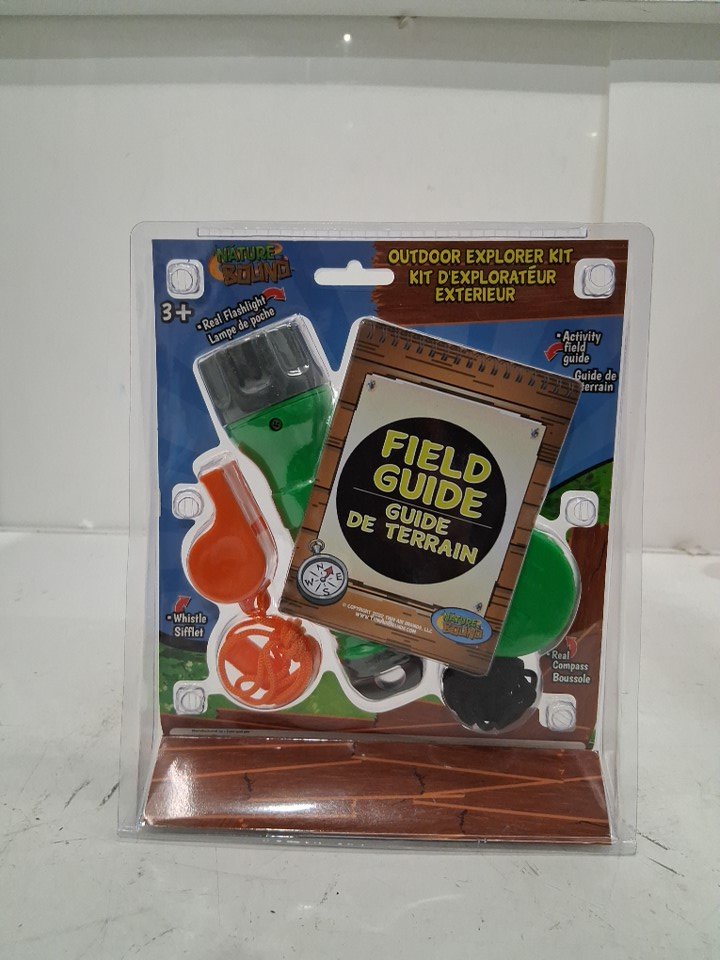 NATURE
BOUND
OUTDOOR EXPLORER KIT
KIT D'EXPLORATEUR
EXTERIEUR
3+
• Real Flashlight
Lampe de poche
• Activity
field
guide
Guide de
terrain
FIELD
GUIDE
GUIDE
DE TERRAIN
N
W E
S
NATURE
BOUND
• Whistle
Sifflet
• Real
Compass
Boussole